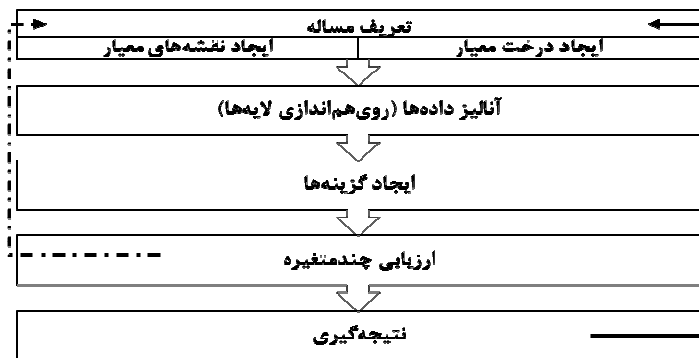 تعریف مساله
ایجاد درخت معیار
ایجاد نقشه‌های معیار
آنالیز داده‌ها (روی‌هم‌اندازی لایه‌ها)
ایجاد گزینه‌ها
ارزیابی چندمتغیره
نتیجه‌گیری